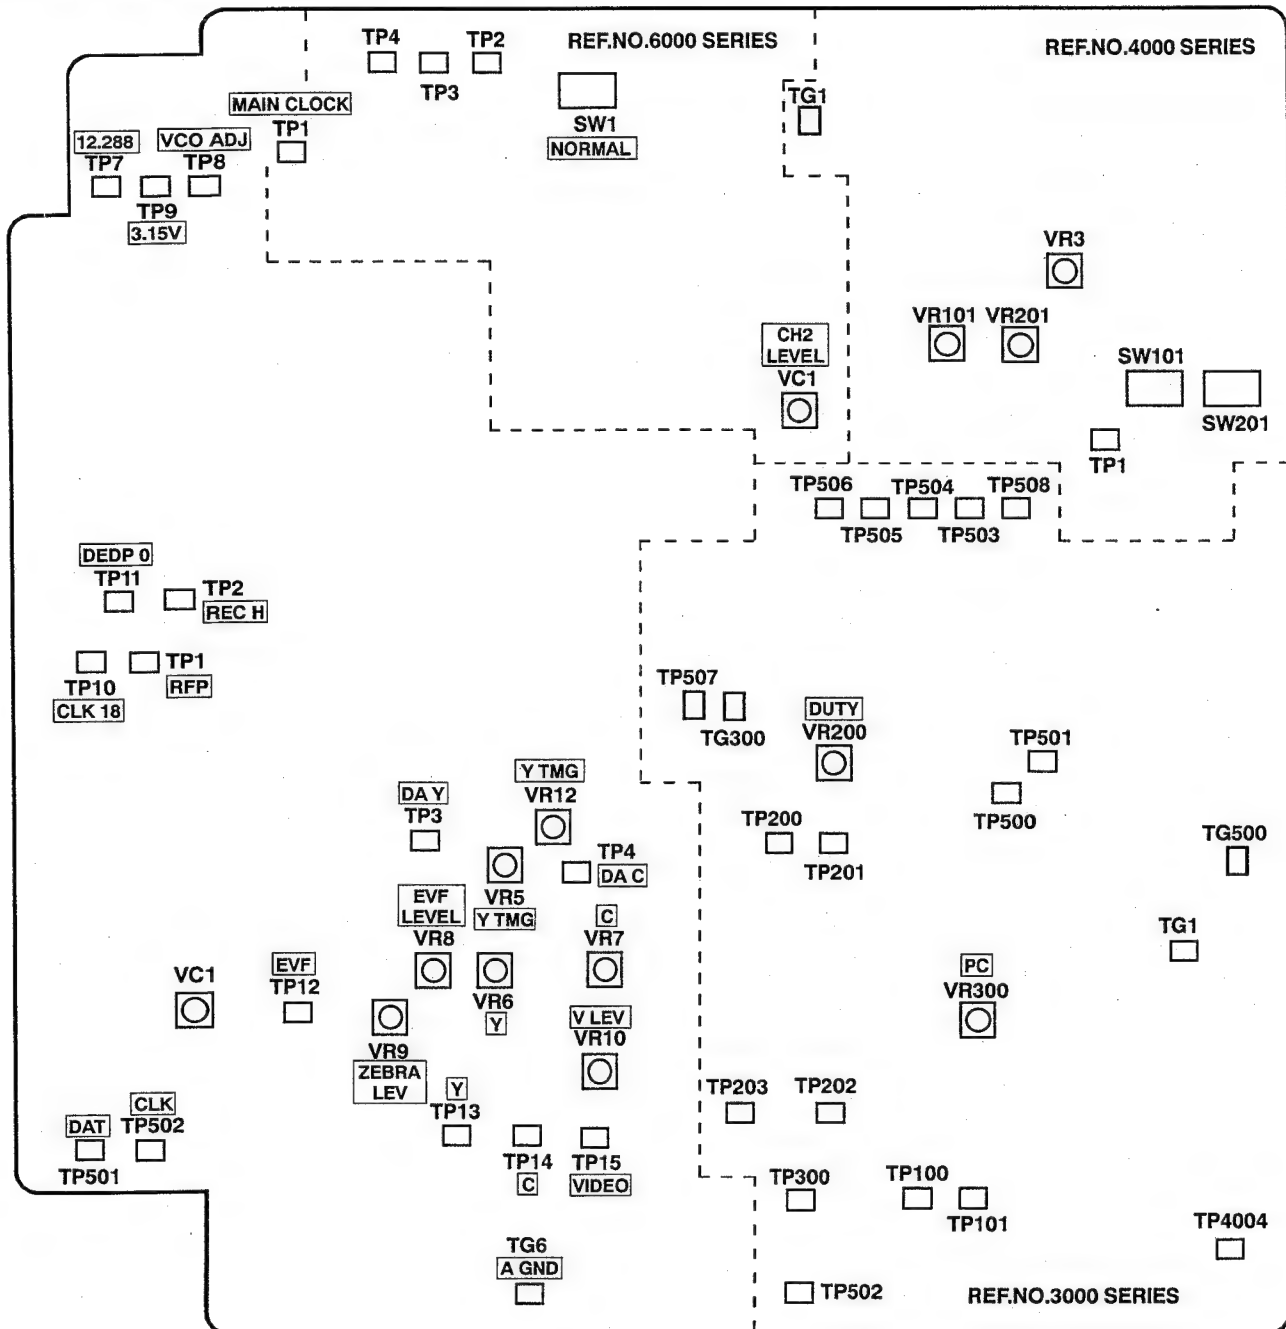 TP4
TP2
REF.NO.6000 SERIES
REF.NO.4000 SERIES
TP3
MAIN CLOCK
TP1
SW1
NORMAL
TG1
12.288
TP7
VCO ADJ
TP8
TP9
3.15V
VR3
VR101
VR201
CH2
LEVEL
VC1
SW101
SW201
TP1
TP506
TP504
TP508
TP505
TP503
DEDP 0
TP11
TP2
REC H
TP10
CLK 18
TP1
RFP
TP507
TG300
DUTY
VR200
TP501
TP500
Y TMG
VR12
DA Y
TP3
TP200
TP201
TG500
VR5
Y TMG
TP4
DA C
EVF
LEVEL
VR8
C
VR7
TG1
VC1
EVF
TP12
VR6
Y
PC
VR300
VR9
ZEBRA
LEV
V LEV
VR10
Y
TP13
TP203
TP202
DAT
TP501
CLK
TP502
TP14
C
TP15
VIDEO
TP300
TP100
TP101
TP4004
TG6
A GND
TP502
REF.NO.3000 SERIES